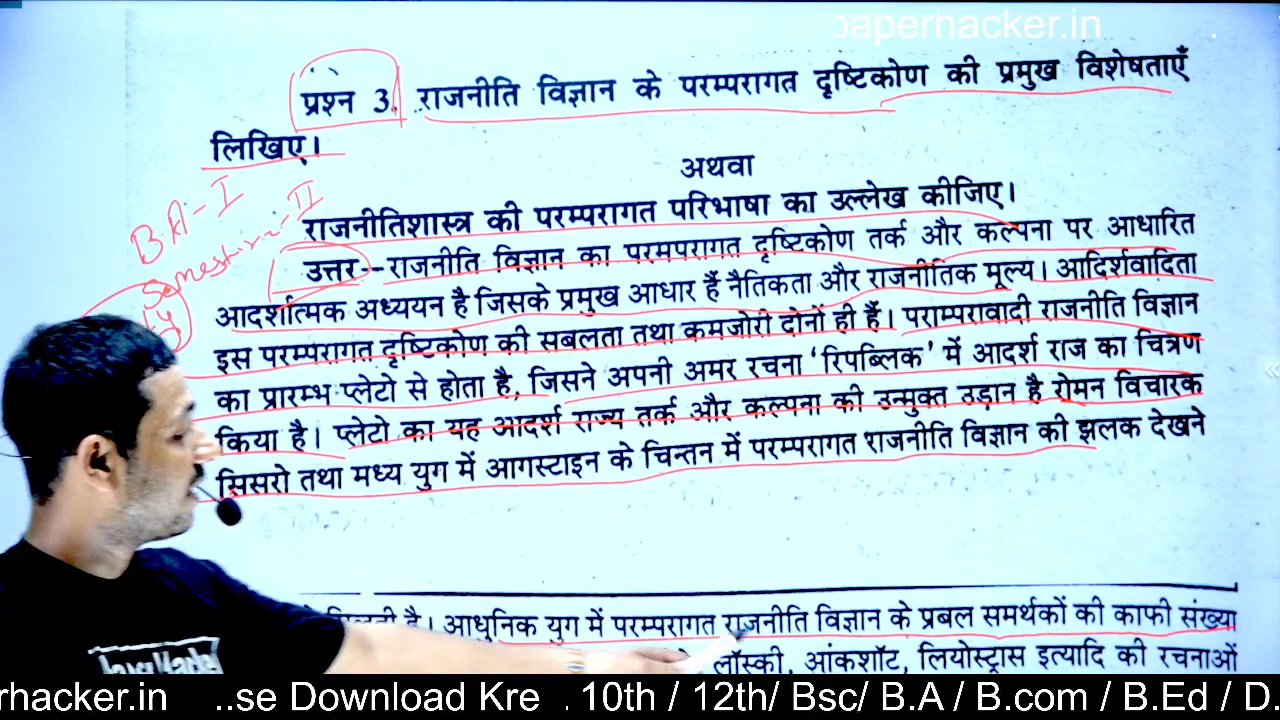 paperhacker.in
प्रश्न 3. राजनीति विज्ञान के परम्परागत दृष्टिकोण की प्रमुख विशेषताएँ
लिखिए।
अथवा
B.A-I
राजनीतिशास्त्र की परम्परागत परिभाषा का उल्लेख कीजिए।
उत्तर--राजनीति विज्ञान का परमपरागत दृष्टिकोण तर्क और कल्पना पर आधारित
आदर्शात्मक अध्ययन है जिसके प्रमुख आधार हैं नैतिकता और राजनीतिक मूल्य। आदिर्शवादिता
इस परम्परागत दृष्टिकोण की सबलता तथा कमजोरी दोनों ही हैं। पराम्परावादी राजनीति विज्ञान
का प्रारम्भ प्लेटो से होता है, जिसने अपनी अमर रचना ‘रिपब्लिक’ में आदर्श राज का चित्रण
किया है। प्लेटो का यह आदर्श राज्य तर्क और कल्पना की उन्मुक्त उड़ान है रोमन विचारक
सिसरो तथा मध्य युग में आगस्टाइन के चिन्तन में परम्परागत राजनीति विज्ञान की झलक देखने
है। आधुनिक युग में परम्परागत राजनीति विज्ञान के प्रबल समर्थकों की काफी संख्या
लॉस्की, आंकशॉट, लियोस्ट्रास इत्यादि की रचनाओं
rhacker.in ..se Download Kre . 10th / 12th/ Bsc/ B.A / B.com / B.Ed / D.